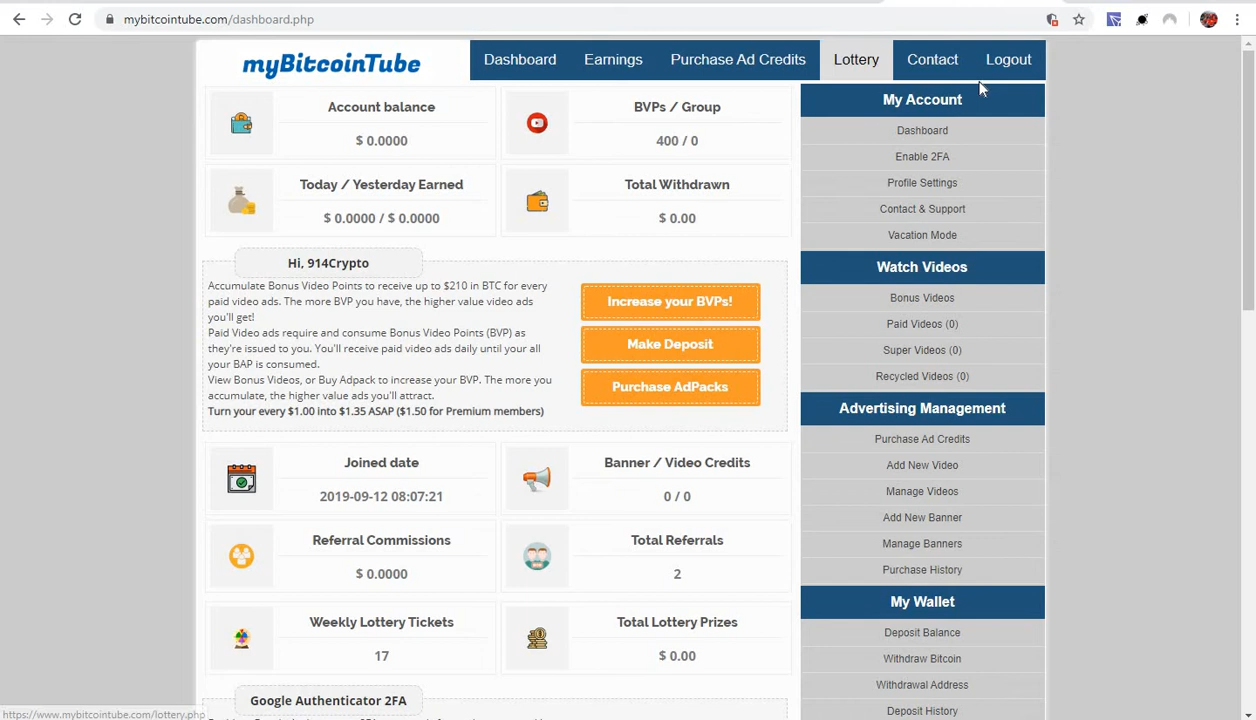 mybitcointube.com/dashboard.php
myBitcoinTube
Dashboard Earnings Purchase Ad Credits Lottery Contact Logout
Account balance
$ 0.0000
BVPs / Group
400 / 0
Today / Yesterday Earned
$ 0.0000 / $ 0.0000
Total Withdrawn
$ 0.00
Hi, 914Crypto
Accumulate Bonus Video Points to receive up to $210 in BTC for every
paid video ads. The more BVP you have, the higher value video ads
you'll get!
Paid Video ads require and consume Bonus Video Points (BVP) as
they're issued to you. You'll receive paid video ads daily until your all
your BAP is consumed.
View Bonus Videos, or Buy Adpack to increase your BVP. The more you
accumulate, the higher value ads you'll attract.
Turn your every $1.00 into $1.35 ASAP ($1.50 for Premium members)
Increase your BVPs!
Make Deposit
Purchase AdPacks
Joined date
2019-09-12 08:07:21
Banner / Video Credits
0 / 0
Referral Commissions
$ 0.0000
Total Referrals
2
Weekly Lottery Tickets
17
Total Lottery Prizes
$ 0.00
Google Authenticator 2FA
My Account
Dashboard
Enable 2FA
Profile Settings
Contact & Support
Vacation Mode
Watch Videos
Bonus Videos
Paid Videos (0)
Super Videos (0)
Recycled Videos (0)
Advertising Management
Purchase Ad Credits
Add New Video
Manage Videos
Add New Banner
Manage Banners
Purchase History
My Wallet
Deposit Balance
Withdraw Bitcoin
Withdrawal Address
Deposit History
https://www.mybitcointube.com/lottery.php